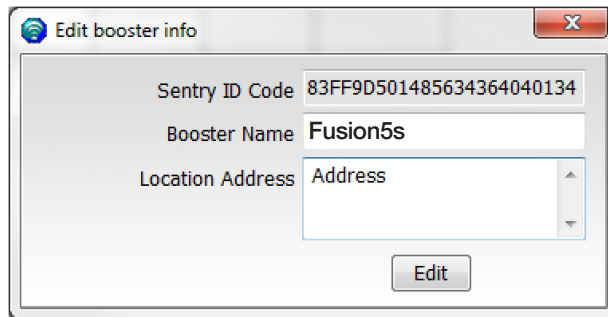 Edit booster info
Sentry ID Code 83FF9D501485634364040134
Booster Name Fusion5s
Location Address Address
Edit